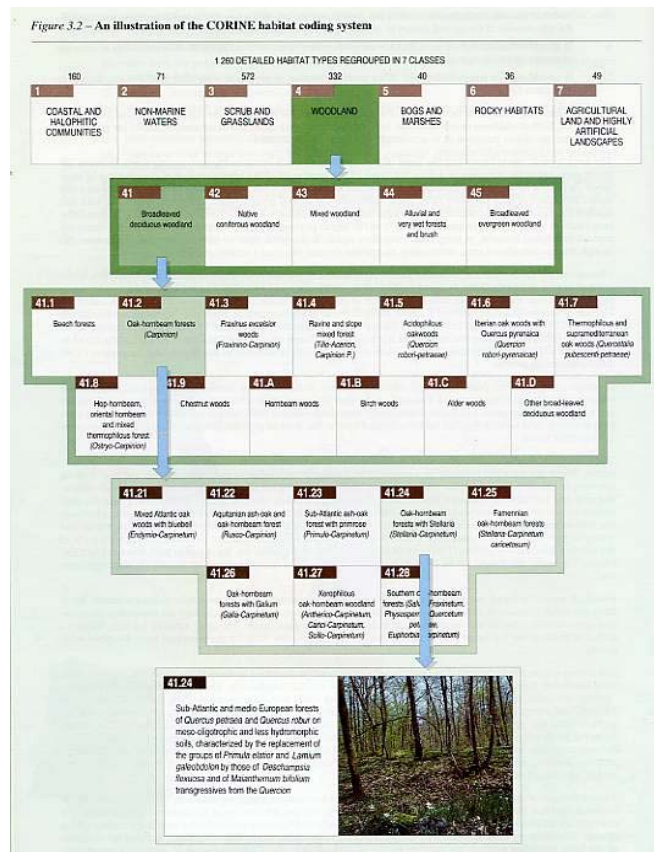 Figure 3.2 – An illustration of the CORINE habitat coding system
1 260 DETAILED HABITAT TYPES REGROUPED IN 7 CLASSES
160
71
572
332
40
36
49
1
COASTAL AND
HALOPHITIC
COMMUNITIES
2
NON-MARINE
WATERS
3
SCRUB AND
GRASSLANDS
4
WOODLAND
5
BOGS AND
MARSHES
6
ROCKY HABITATS
7
AGRICULTURAL
LAND AND HIGHLY
ARTIFICIAL
LANDSCAPES
41
Broadleaved
deciduous woodland
42
Native
coniferous woodland
43
Mixed woodland
44
Alluvial and
very wet forests
and brush
45
Broadleaved
evergreen woodland
41.1
Beech forests
41.2
Oak-hornbeam forests
(Carpinion)
41.3
Fraxinus excelsior
woods
(Fraxinino-Carpinion)
41.4
Ravine and slope
mixed forest
(Tilio-Acerion,
Carpinion P.)
41.5
Acidophilous
oakwoods
(Quercion
robori-petraeae)
41.6
Iberian oak woods with
Quercus pyrenaica
(Quercion
robori-pyrenaicae)
41.7
Thermophilous and
supramediterranean
oak woods (Quercetalia
pubescenti-petraeae)
41.8
Hop-hornbeam,
oriental hornbeam
and mixed
thermophilous forest
(Ostryo-Carpinion)
41.9
Chestnut woods
41.A
Hornbeam woods
41.B
Birch woods
41.C
Alder woods
41.D
Other broad-leaved
deciduous woodland
41.21
Mixed Atlantic oak
woods with bluebell
(Endymio-Carpinetum)
41.22
Aquitanian ash-oak and
oak-hornbeam forest
(Rusco-Carpinion)
41.23
Sub-Atlantic ash-oak
forest with primrose
(Primulo-Carpinetum)
41.24
Oak-hornbeam
forests with Stellaria
(Stellaria-Carpinetum)
41.25
Famennian
oak-hornbeam forests
(Stellaria-Carpinetum
caricetosum)
41.26
Oak-hornbeam
forests with Galium
(Galio-Carpinetum)
41.27
Xerophilous
oak-hornbeam woodland
(Antherico-Carpinetum,
Carici-Carpinetum,
Scillo-Carpinetum)
41.28
Southern hornbeam
forests Fraxinetum,
Quercetum
Euphorbia
41.24
Sub-Atlantic and medio-European forests
of Quercus petraea and Quercus robur on
meso-oligotrophic and less hydromorphic
soils, characterized by the replacement of
the groups of Primula elatior and Lamium
galeobdolon by those of Deschampsia
flexuosa and of Maianthemum bifolium
transgressives from the Quercion